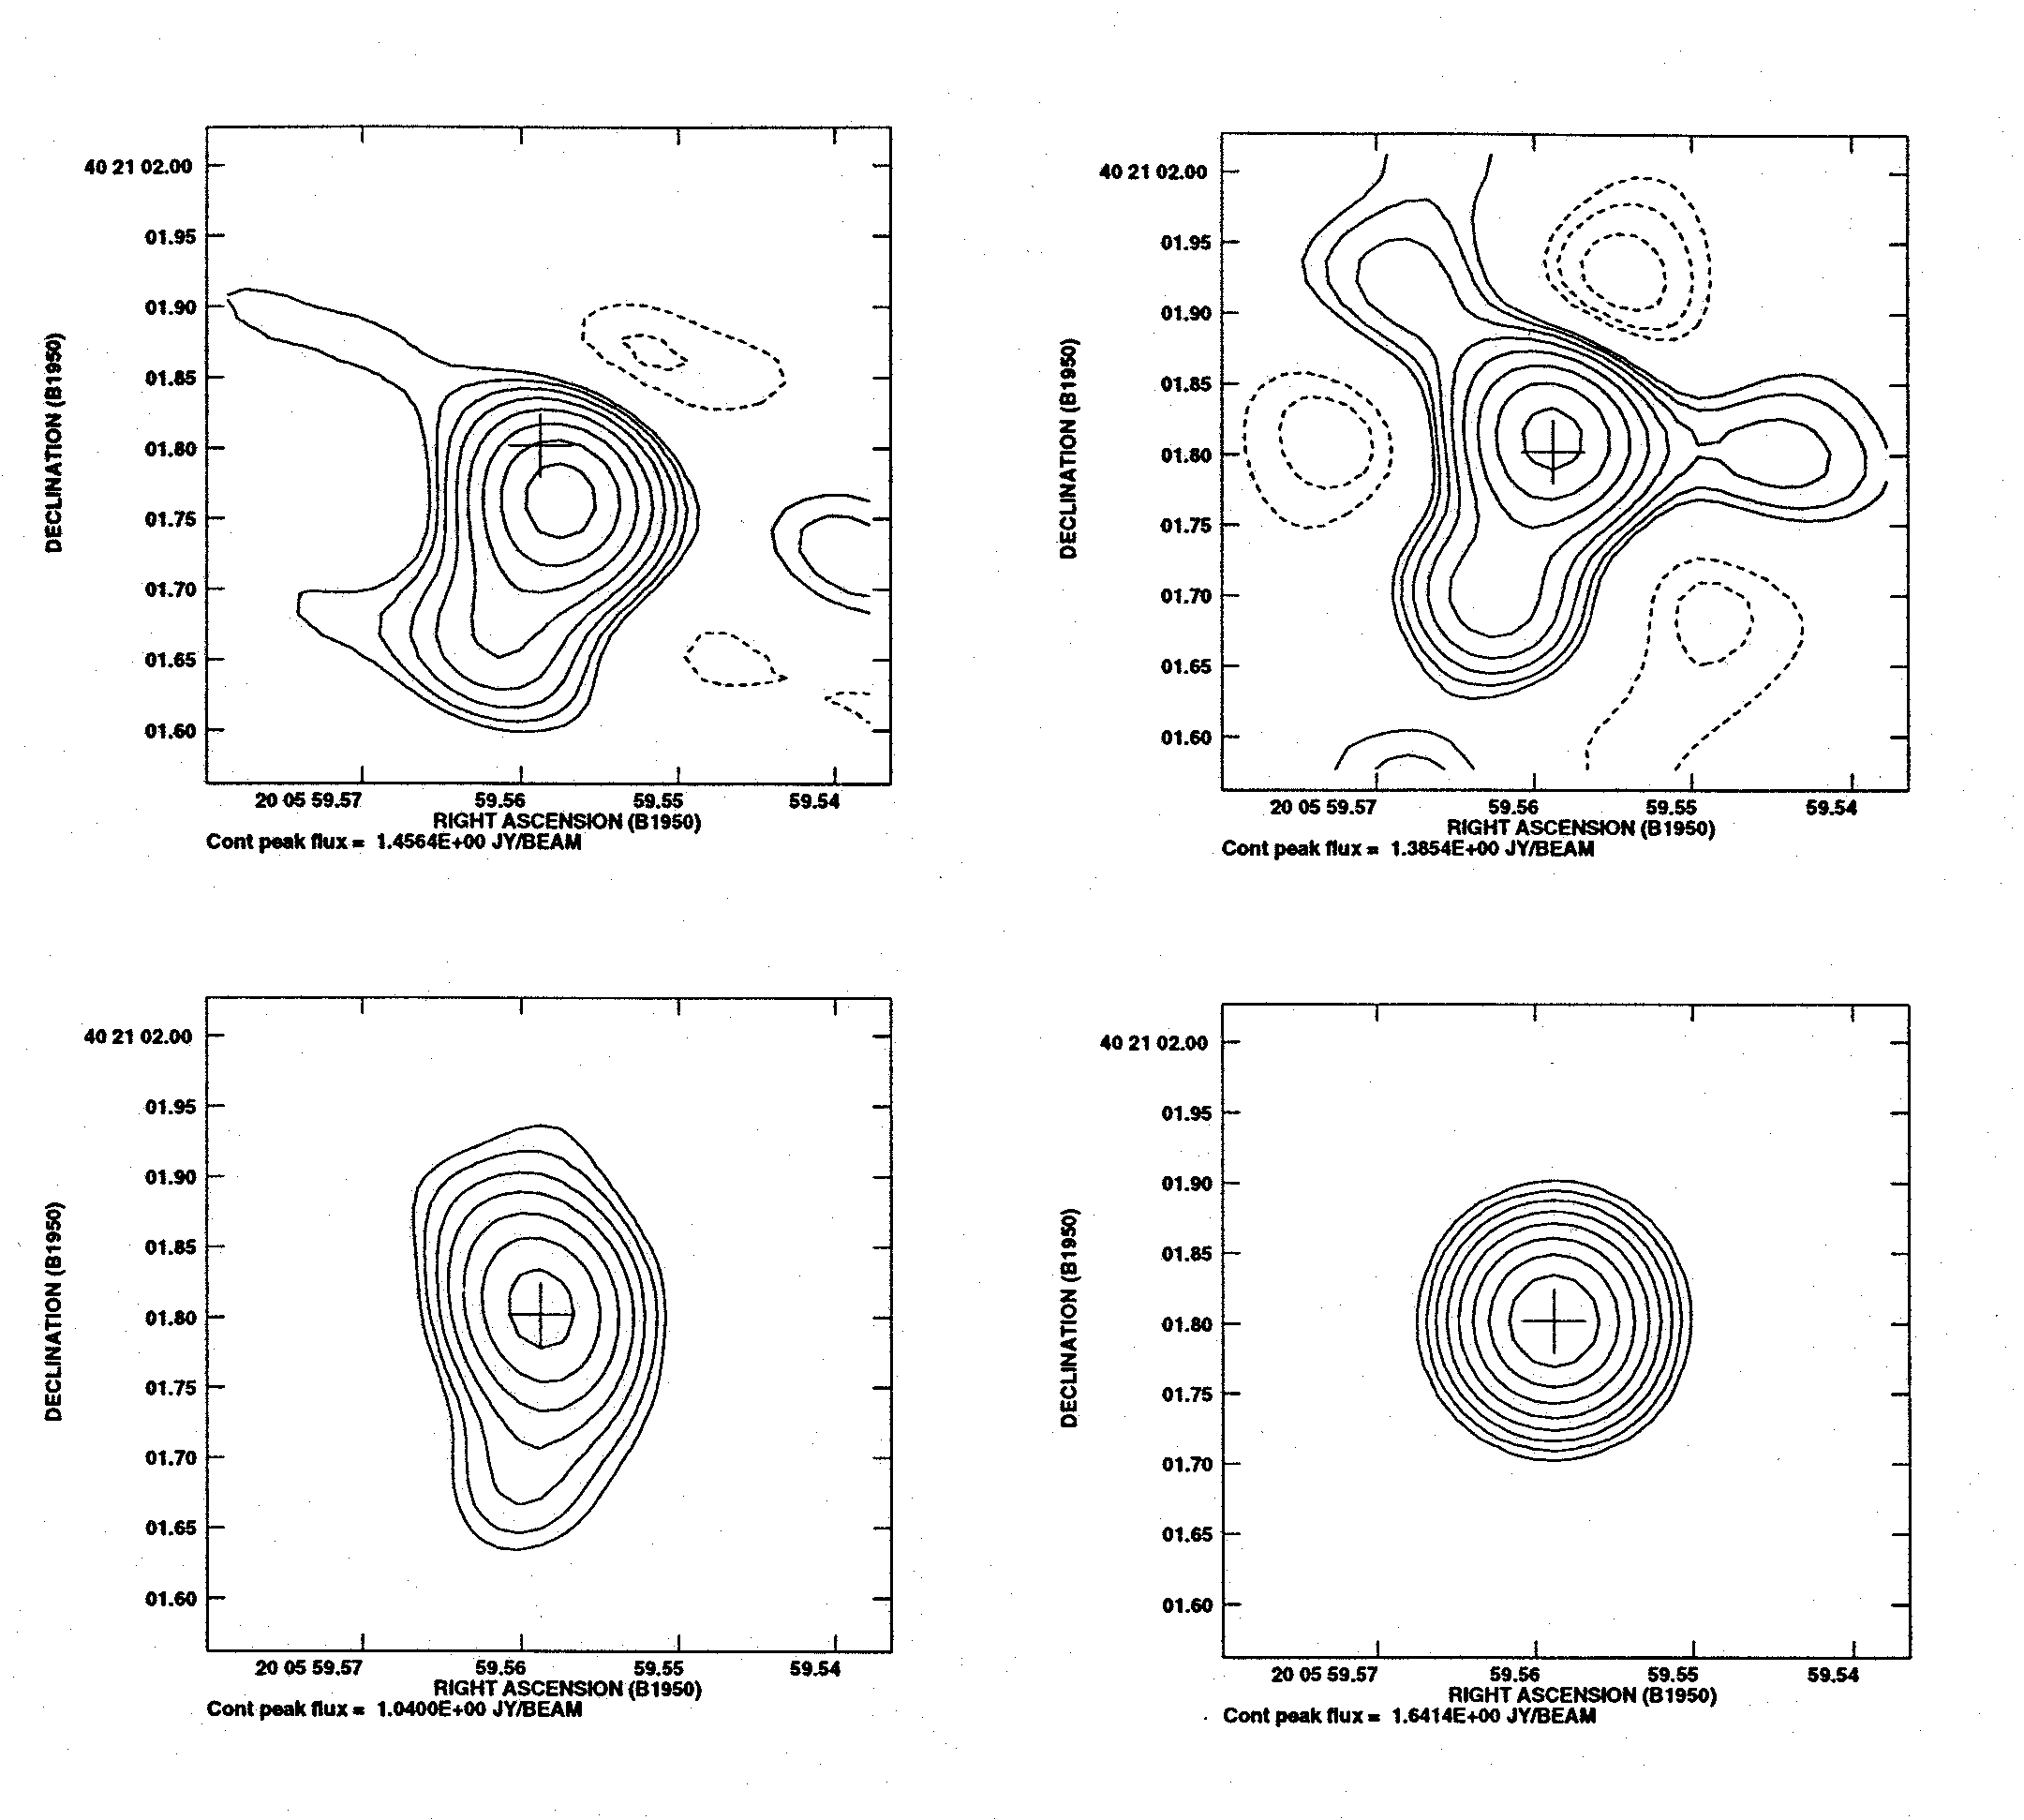 40 21 02.00
01.95
01.90
01.85
01.80
01.75
01.70
01.65
01.60
DECLINATION (B1950)
20 05 59.57 59.56 59.55 59.54
RIGHT ASCENSION (B1950)
Cont peak flux = 1.4564E+00 JY/BEAM
40 21 02.00
01.95
01.90
01.85
01.80
01.75
01.70
01.65
01.60
DECLINATION (B1950)
20 05 59.57 59.56 59.55 59.54
RIGHT ASCENSION (B1950)
Cont peak flux = 1.3854E+00 JY/BEAM
40 21 02.00
01.95
01.90
01.85
01.80
01.75
01.70
01.65
01.60
DECLINATION (B1950)
20 05 59.57 59.56 59.55 59.54
RIGHT ASCENSION (B1950)
Cont peak flux = 1.0400E+00 JY/BEAM
40 21 02.00
01.95
01.90
01.85
01.80
01.75
01.70
01.65
01.60
DECLINATION (B1950)
20 05 59.57 59.56 59.55 59.54
RIGHT ASCENSION (B1950)
Cont peak flux = 1.6414E+00 JY/BEAM